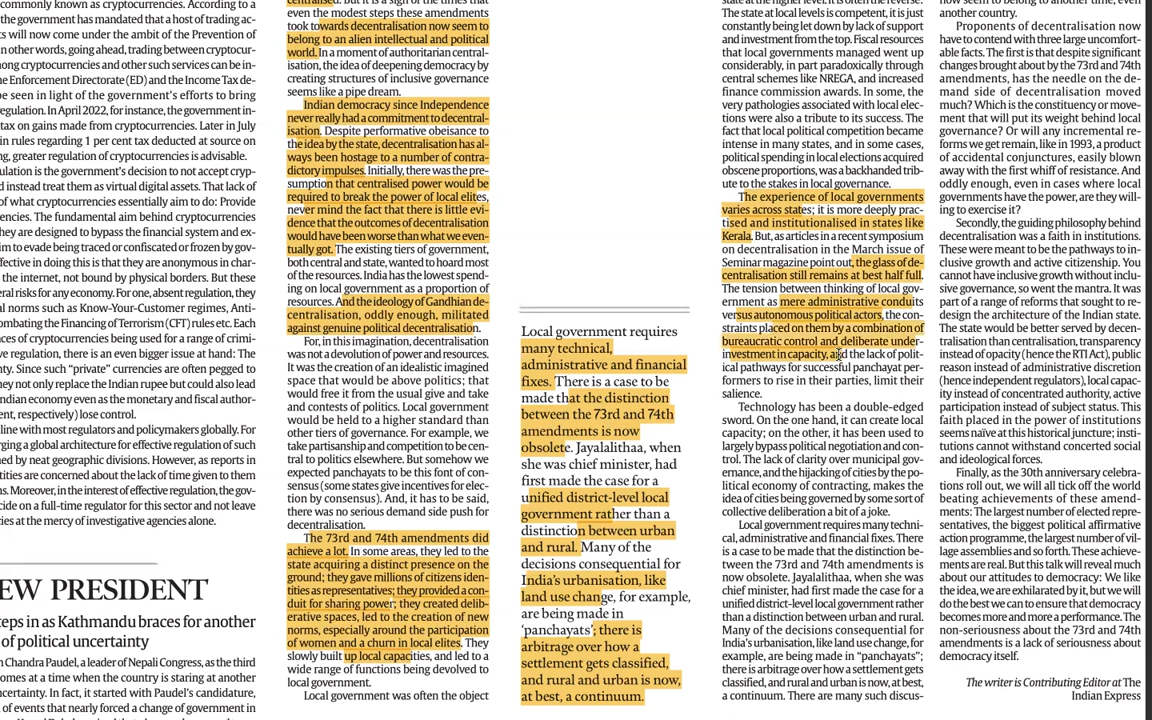 commonly known as cryptocurrencies. According to a
the government has mandated that a host of trading ac-
ts will now come under the ambit of the Prevention of
n other words, going ahead, trading between cryptocur-
ong cryptocurrencies and other such services can be in-
he Enforcement Directorate (ED) and the Income Tax de-
be seen in light of the government's efforts to bring
regulation. In April 2022, for instance, the government in-
tax on gains made from cryptocurrencies. Later in July
in rules regarding 1 per cent tax deducted at source on
ng, greater regulation of cryptocurrencies is advisable.
ulation is the government's decision to not accept cryp-
d instead treat them as virtual digital assets. That lack of
of what cryptocurrencies essentially aim to do: Provide
encies. The fundamental aim behind cryptocurrencies
hey are designed to bypass the financial system and ex-
im to evade being traced or confiscated or frozen by gov-
ffective in doing this is that they are anonymous in char-
the internet, not bound by physical borders. But these
eral risks for any economy. For one, absent regulation, they
al norms such as Know-Your-Customer regimes, Anti-
ombating the Financing of Terrorism (CFT) rules etc. Each
nces of cryptocurrencies being used for a range of crimi-
ve regulation, there is an even bigger issue at hand: The
nty. Since such "private" currencies are often pegged to
hey not only replace the Indian rupee but could also lead
ndian economy even as the monetary and fiscal author-
ent, respectively) lose control.
line with most regulators and policymakers globally. For
rging a global architecture for effective regulation of such
ned by neat geographic divisions. However, as reports in
tities are concerned about the lack of time given to them
s. Moreover, in the interest of effective regulation, the gov-
cide on a full-time regulator for this sector and not leave
cies at the mercy of investigative agencies alone.
EW PRESIDENT
teps in as Kathmandu braces for another
of political uncertainty
n Chandra Paudel, a leader of Nepali Congress, as the third
comes at a time when the country is staring at another
ncertainty. In fact, it started with Paudel's candidature,
of events that nearly forced a change of government in
even the modest steps these amendments
took towards decentralisation now seem to
belong to an alien intellectual and political
world. In a moment of authoritarian central-
isation, the idea of deepening democracy by
creating structures of inclusive governance
seems like a pipe dream.
Indian democracy since Independence
never really had a commitment to decentral-
isation. Despite performative obeisance to
the idea by the state, decentralisation has al-
ways been hostage to a number of contra-
dictory impulses. Initially, there was the pre-
sumption that centralised power would be
required to break the power of local elites,
never mind the fact that there is little evi-
dence that the outcomes of decentralisation
would have been worse than what we even-
tually got. The existing tiers of government,
both central and state, wanted to hoard most
of the resources. India has the lowest spend-
ing on local government as a proportion of
resources. And the ideology of Gandhian de-
centralisation, oddly enough, militated
against genuine political decentralisation.
For, in this imagination, decentralisation
was not a devolution of power and resources.
It was the creation of an idealistic imagined
space that would be above politics; that
would free it from the usual give and take
and contests of politics. Local government
would be held to a higher standard than
other tiers of governance. For example, we
take partisanship and competition to be cen-
tral to politics elsewhere. But somehow we
expected panchayats to be this font of con-
sensus (some states give incentives for elec-
tion by consensus). And, it has to be said,
there was no serious demand side push for
decentralisation.
The 73rd and 74th amendments did
achieve a lot. In some areas, they led to the
state acquiring a distinct presence on the
ground; they gave millions of citizens iden-
tities as representatives; they provided a con-
duit for sharing power; they created delib-
erative spaces, led to the creation of new
norms, especially around the participation
of women and a churn in local elites. They
slowly built up local capacities, and led to a
wide range of functions being devolved to
local government.
Local government was often the object
Local government requires
many technical,
administrative and financial
fixes. There is a case to be
made that the distinction
between the 73rd and 74th
amendments is now
obsolete. Jayalalithaa, when
she was chief minister, had
first made the case for a
unified district-level local
government rather than a
distinction between urban
and rural. Many of the
decisions consequential for
India's urbanisation, like
land use change, for example,
are being made in
'panchayats'; there is
arbitrage over how a
settlement gets classified,
and rural and urban is now,
at best, a continuum.
The state at local levels is competent, it is just
constantly being let down by lack of support
and investment from the top. Fiscal resources
that local governments managed went up
considerably, in part paradoxically through
central schemes like NREGA, and increased
finance commission awards. In some, the
very pathologies associated with local elec-
tions were also a tribute to its success. The
fact that local political competition became
intense in many states, and in some cases,
political spending in local elections acquired
obscene proportions, was a backhanded trib-
ute to the stakes in local governance.
The experience of local governments
varies across states; it is more deeply prac-
tised and institutionalised in states like
Kerala. But, as articles in a recent symposium
on decentralisation in the March issue of
Seminar magazine point out, the glass of de-
centralisation still remains at best half full.
The tension between thinking of local gov-
ernment as mere administrative conduits
versus autonomous political actors, the con-
straints placed on them by a combination of
bureaucratic control and deliberate under-
investment in capacity, and the lack of polit-
ical pathways for successful panchayat per-
formers to rise in their parties, limit their
salience.
Technology has been a double-edged
sword. On the one hand, it can create local
capacity; on the other, it has been used to
largely bypass political negotiation and con-
trol. The lack of clarity over municipal gov-
ernance, and the hijacking of cities by the po-
litical economy of contracting, makes the
idea of cities being governed by some sort of
collective deliberation a bit of a joke.
Local government requires many techni-
cal, administrative and financial fixes. There
is a case to be made that the distinction be-
tween the 73rd and 74th amendments is
now obsolete. Jayalalithaa, when she was
chief minister, had first made the case for a
unified district-level local government rather
than a distinction between urban and rural.
Many of the decisions consequential for
India's urbanisation, like land use change, for
example, are being made in "panchayats";
there is arbitrage over how a settlement gets
classified, and rural and urban is now, at best,
a continuum. There are many such discus-
now seem to belong to another time, even
another country.
Proponents of decentralisation now
have to contend with three large uncomfort-
able facts. The first is that despite significant
changes brought about by the 73rd and 74th
amendments, has the needle on the de-
mand side of decentralisation moved
much? Which is the constituency or move-
ment that will put its weight behind local
governance? Or will any incremental re-
forms we get remain, like in 1993, a product
of accidental conjunctures, easily blown
away with the first whiff of resistance. And
oddly enough, even in cases where local
governments have the power, are they will-
ing to exercise it?
Secondly, the guiding philosophy behind
decentralisation was a faith in institutions.
These were meant to be the pathways to in-
clusive growth and active citizenship. You
cannot have inclusive growth without inclu-
sive institutions, so went the mantra. It was
part of a range of reforms that sought to re-
design the architecture of the Indian state.
The state would be better served by decen-
tralisation than centralisation, transparency
instead of opacity (hence the RTI Act), public
reason instead of administrative discretion
(hence independent regulators), local capac-
ity instead of concentrated authority, active
participation instead of subject status. This
faith placed in the power of institutions
seems naïve at this historical juncture; insti-
tutions cannot withstand concerted social
and ideological forces.
Finally, as the 30th anniversary celebra-
tions roll out, we will all tick off the world
beating achievements of these amend-
ments: The largest number of elected repre-
sentatives, the biggest political affirmative
action programme, the largest number of vil-
lage assemblies and so forth. These achieve-
ments are real. But this talk will reveal much
about our attitudes to democracy: We like
the idea, we are exhilarated by it, but we will
do the best we can to ensure that democracy
becomes more and more a performance. The
non-seriousness about the 73rd and 74th
amendments is a lack of seriousness about
democracy itself.
The writer is Contributing Editor at The
Indian Express